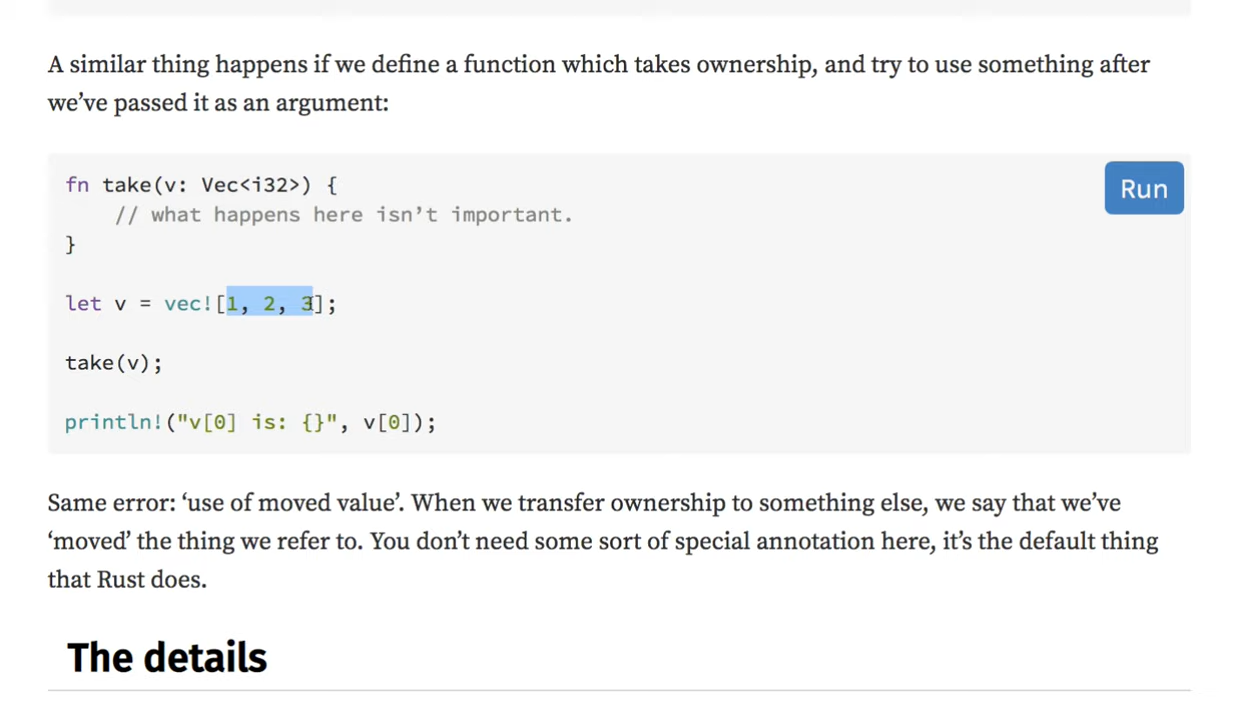 A similar thing happens if we define a function which takes ownership, and try to use something after
we’ve passed it as an argument:
fn take(v: Vec<i32>) {
    // what happens here isn’t important.
}
let v = vec![1, 2, 3];
take(v);
println!("v[0] is: {}", v[0]);
Run
Same error: ‘use of moved value’. When we transfer ownership to something else, we say that we’ve
‘moved’ the thing we refer to. You don’t need some sort of special annotation here, it’s the default thing
that Rust does.
The details